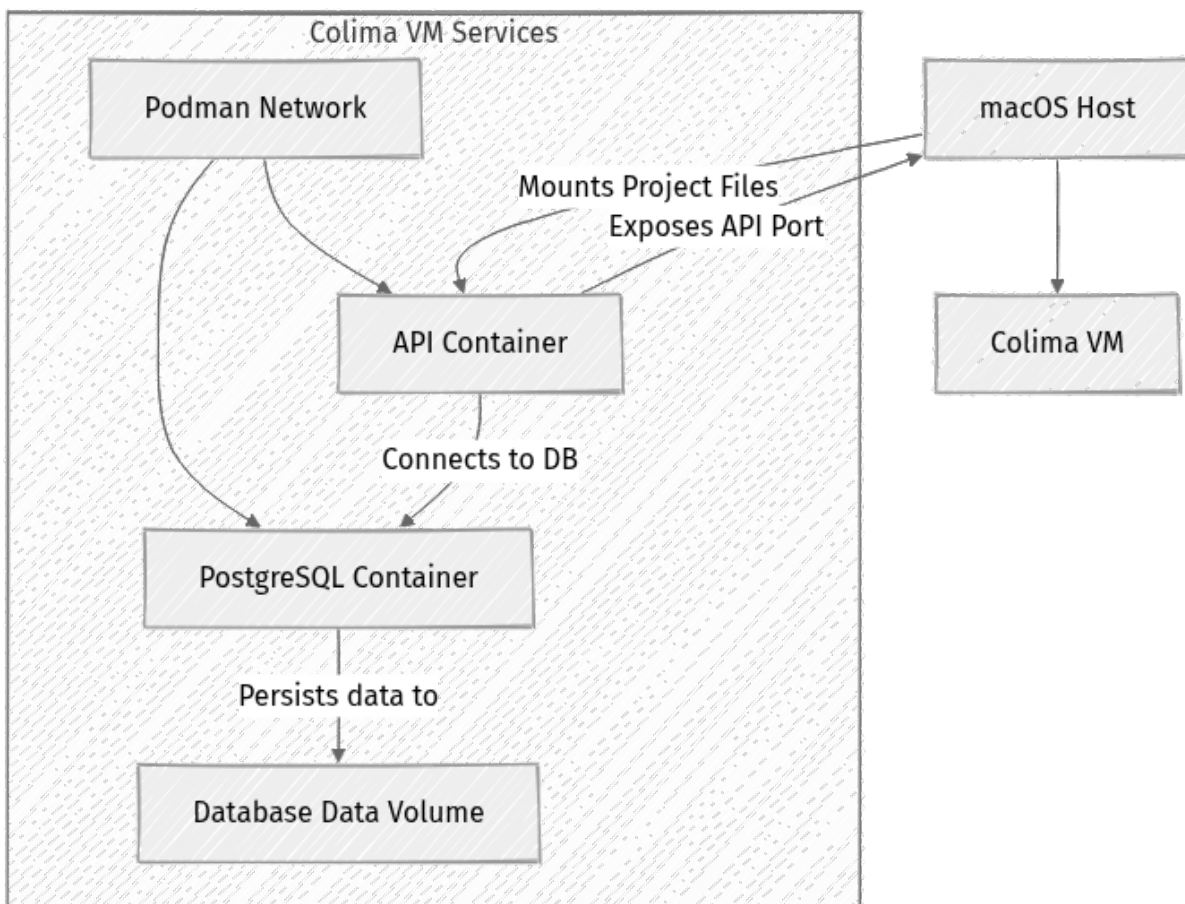 Colima VM Services
Podman Network
macOS Host
Mounts Project Files
Exposes API Port
API Container
Colima VM
Connects to DB
PostgreSQL Container
Persists data to
Database Data Volume